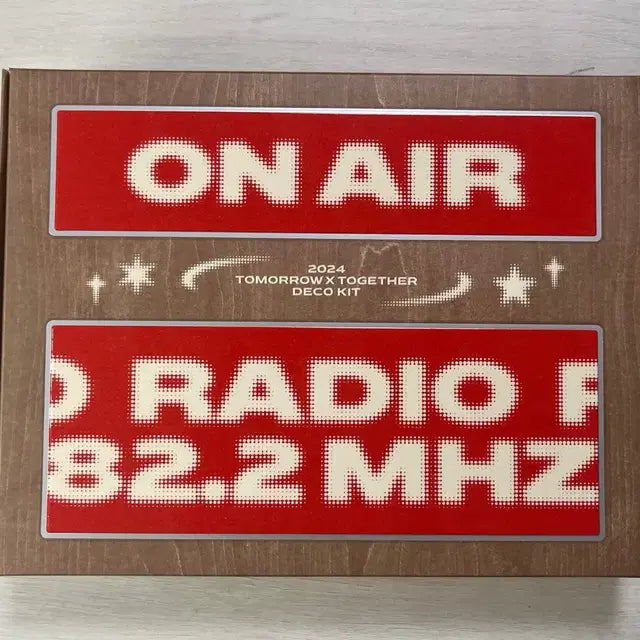 ON AIR
2024
TOMORROW X TOGETHER
DECO KIT
O RADIO R
82.2 MHZ